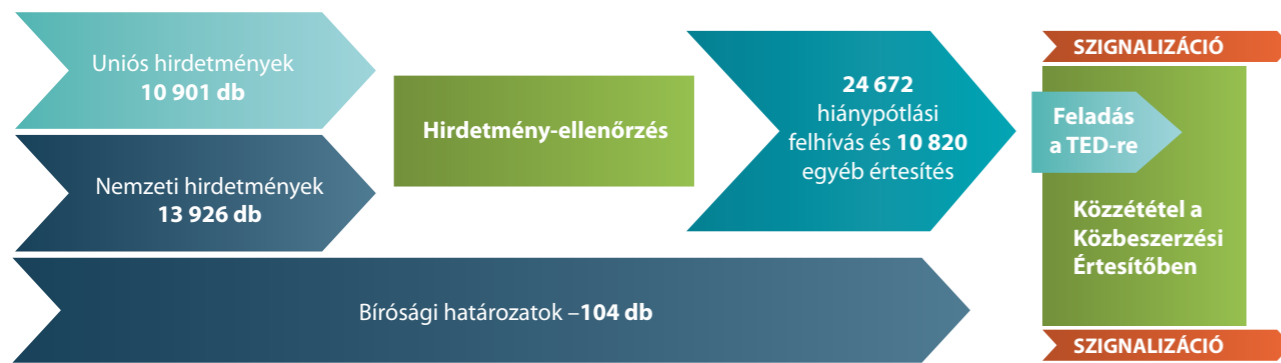 Uniós hirdetmények
10 901 db
Nemzeti hirdetmények
13 926 db
Hirdetmény-ellenőrzés
24 672
hiánypótlási
felhívás és 10 820
egyéb értesítés
Bírósági határozatok –104 db
SZIGNALIZÁCIÓ
Feladás
a TED-re
Közzététel a
Közbeszerzési
Értesítőben
SZIGNALIZÁCIÓ